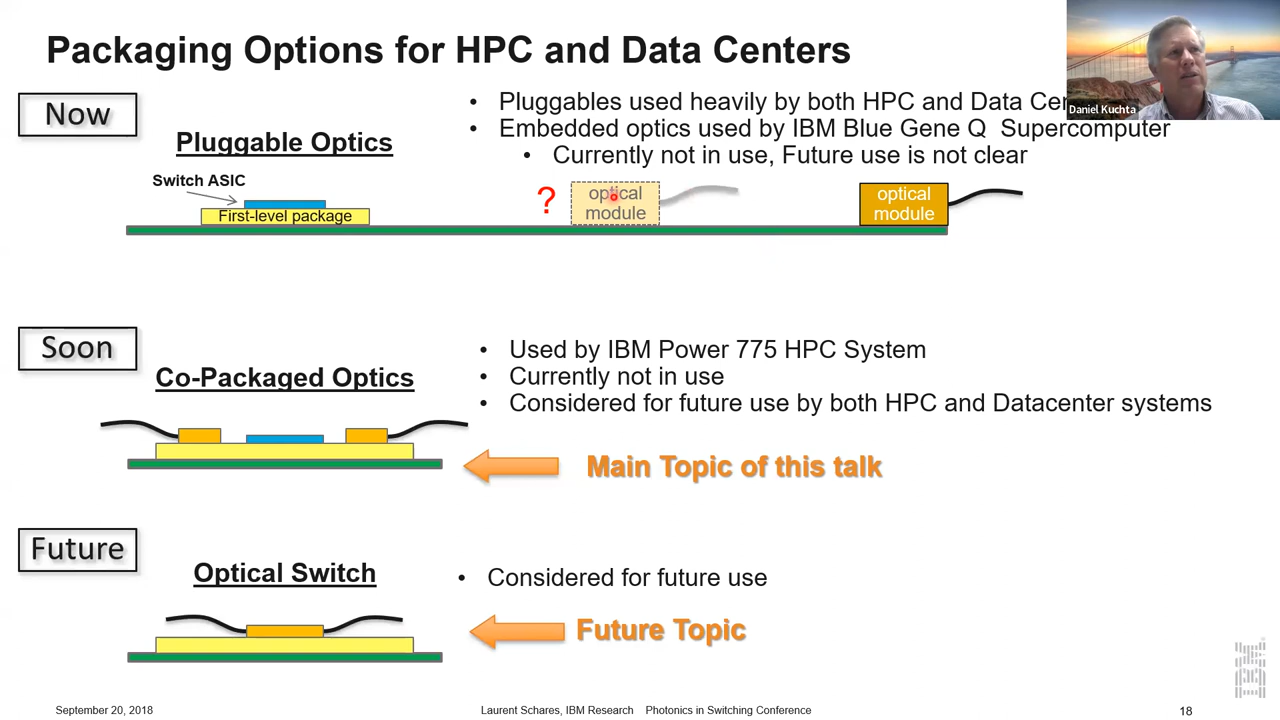 Packaging Options for HPC and Data Centers
Daniel Kuchta
Now
• Pluggables used heavily by both HPC and Data
• Embedded optics used by IBM Blue Gene Q Supercomputer
• Currently not in use, Future use is not clear
Pluggable Optics
Switch ASIC
First-level package
?
optical
module
optical
module
Soon
Co-Packaged Optics
• Used by IBM Power 775 HPC System
• Currently not in use
• Considered for future use by both HPC and Datacenter systems
Main Topic of this talk
Future
Optical Switch
• Considered for future use
Future Topic
IBM
September 20, 2018
Laurent Schares, IBM Research Photonics in Switching Conference
18